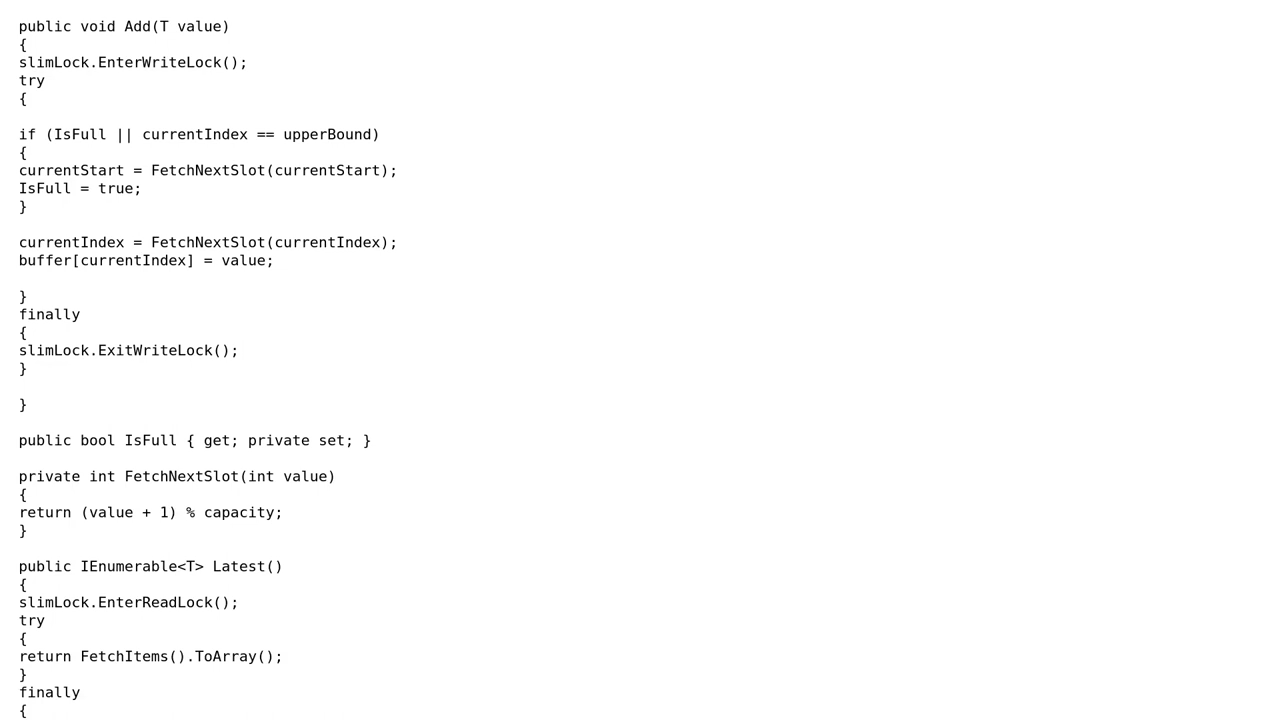 public void Add(T value)
{
slimLock.EnterWriteLock();
try
{
if (IsFull || currentIndex == upperBound)
{
currentStart = FetchNextSlot(currentStart);
IsFull = true;
}
currentIndex = FetchNextSlot(currentIndex);
buffer[currentIndex] = value;
}
finally
{
slimLock.ExitWriteLock();
}
}
public bool IsFull { get; private set; }
private int FetchNextSlot(int value)
{
return (value + 1) % capacity;
}
public IEnumerable<T> Latest()
{
slimLock.EnterReadLock();
try
{
return FetchItems().ToArray();
}
finally
{